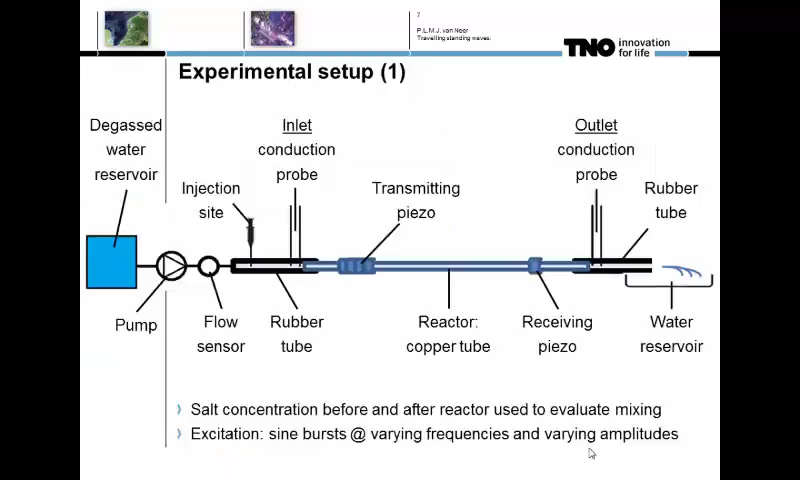 7
P.L.M.J. van Neer
Travelling standing waves:
TNO innovation
for life
Experimental setup (1)
Degassed
water
reservoir
Inlet
conduction
probe
Outlet
conduction
probe
Injection
site
Transmitting
piezo
Rubber
tube
Pump
Flow
sensor
Rubber
tube
Reactor:
copper tube
Receiving
piezo
Water
reservoir
Salt concentration before and after reactor used to evaluate mixing
Excitation: sine bursts @ varying frequencies and varying amplitudes